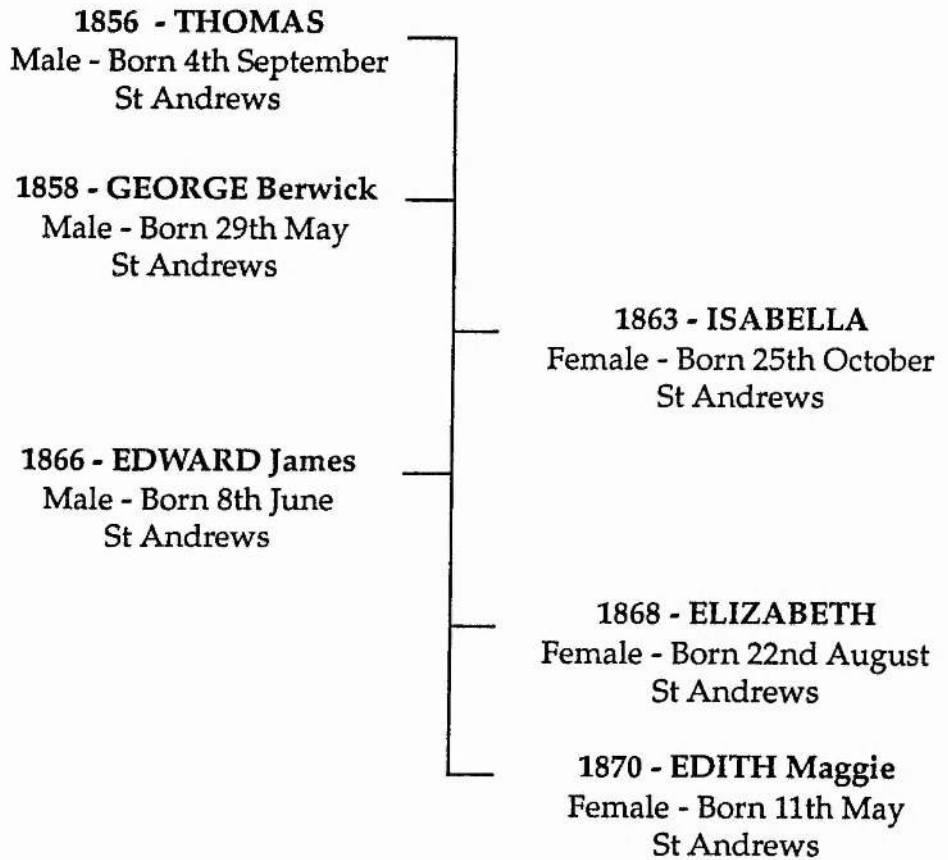 1856 - THOMAS
Male - Born 4th September
St Andrews
1858 - GEORGE Berwick
Male - Born 29th May
St Andrews
1863 - ISABELLA
Female - Born 25th October
St Andrews
1866 - EDWARD James
Male - Born 8th June
St Andrews
1868 - ELIZABETH
Female - Born 22nd August
St Andrews
1870 - EDITH Maggie
Female - Born 11th May
St Andrews